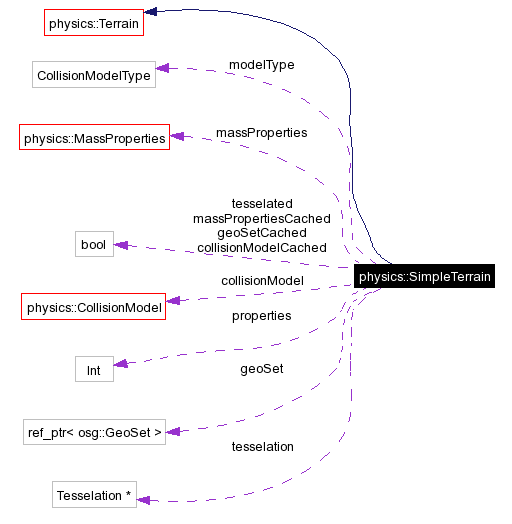 physics::Terrain
modelType
CollisionModelType
massProperties
physics::MassProperties
tesselated
massPropertiesCached
geoSetCached
collisionModelCached
bool
physics::SimpleTerrain
collisionModel
physics::CollisionModel
properties
Int
geoSet
ref_ptr< osg::GeoSet >
tesselation
Tesselation *